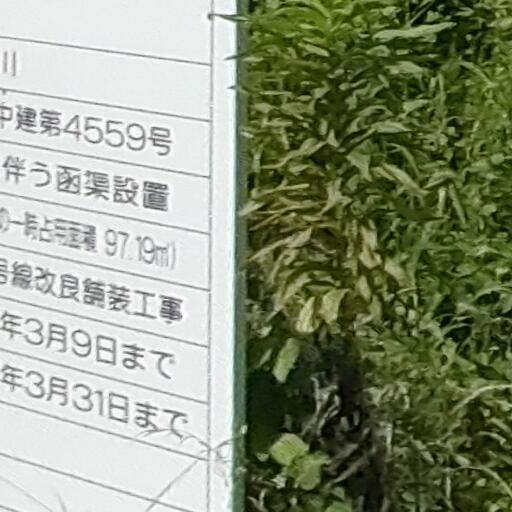 川
中建第4559号
伴う函渠設置
の一時占用面積 97.19㎡)
号線改良舗装工事
年3月9日まで
年3月31日まで